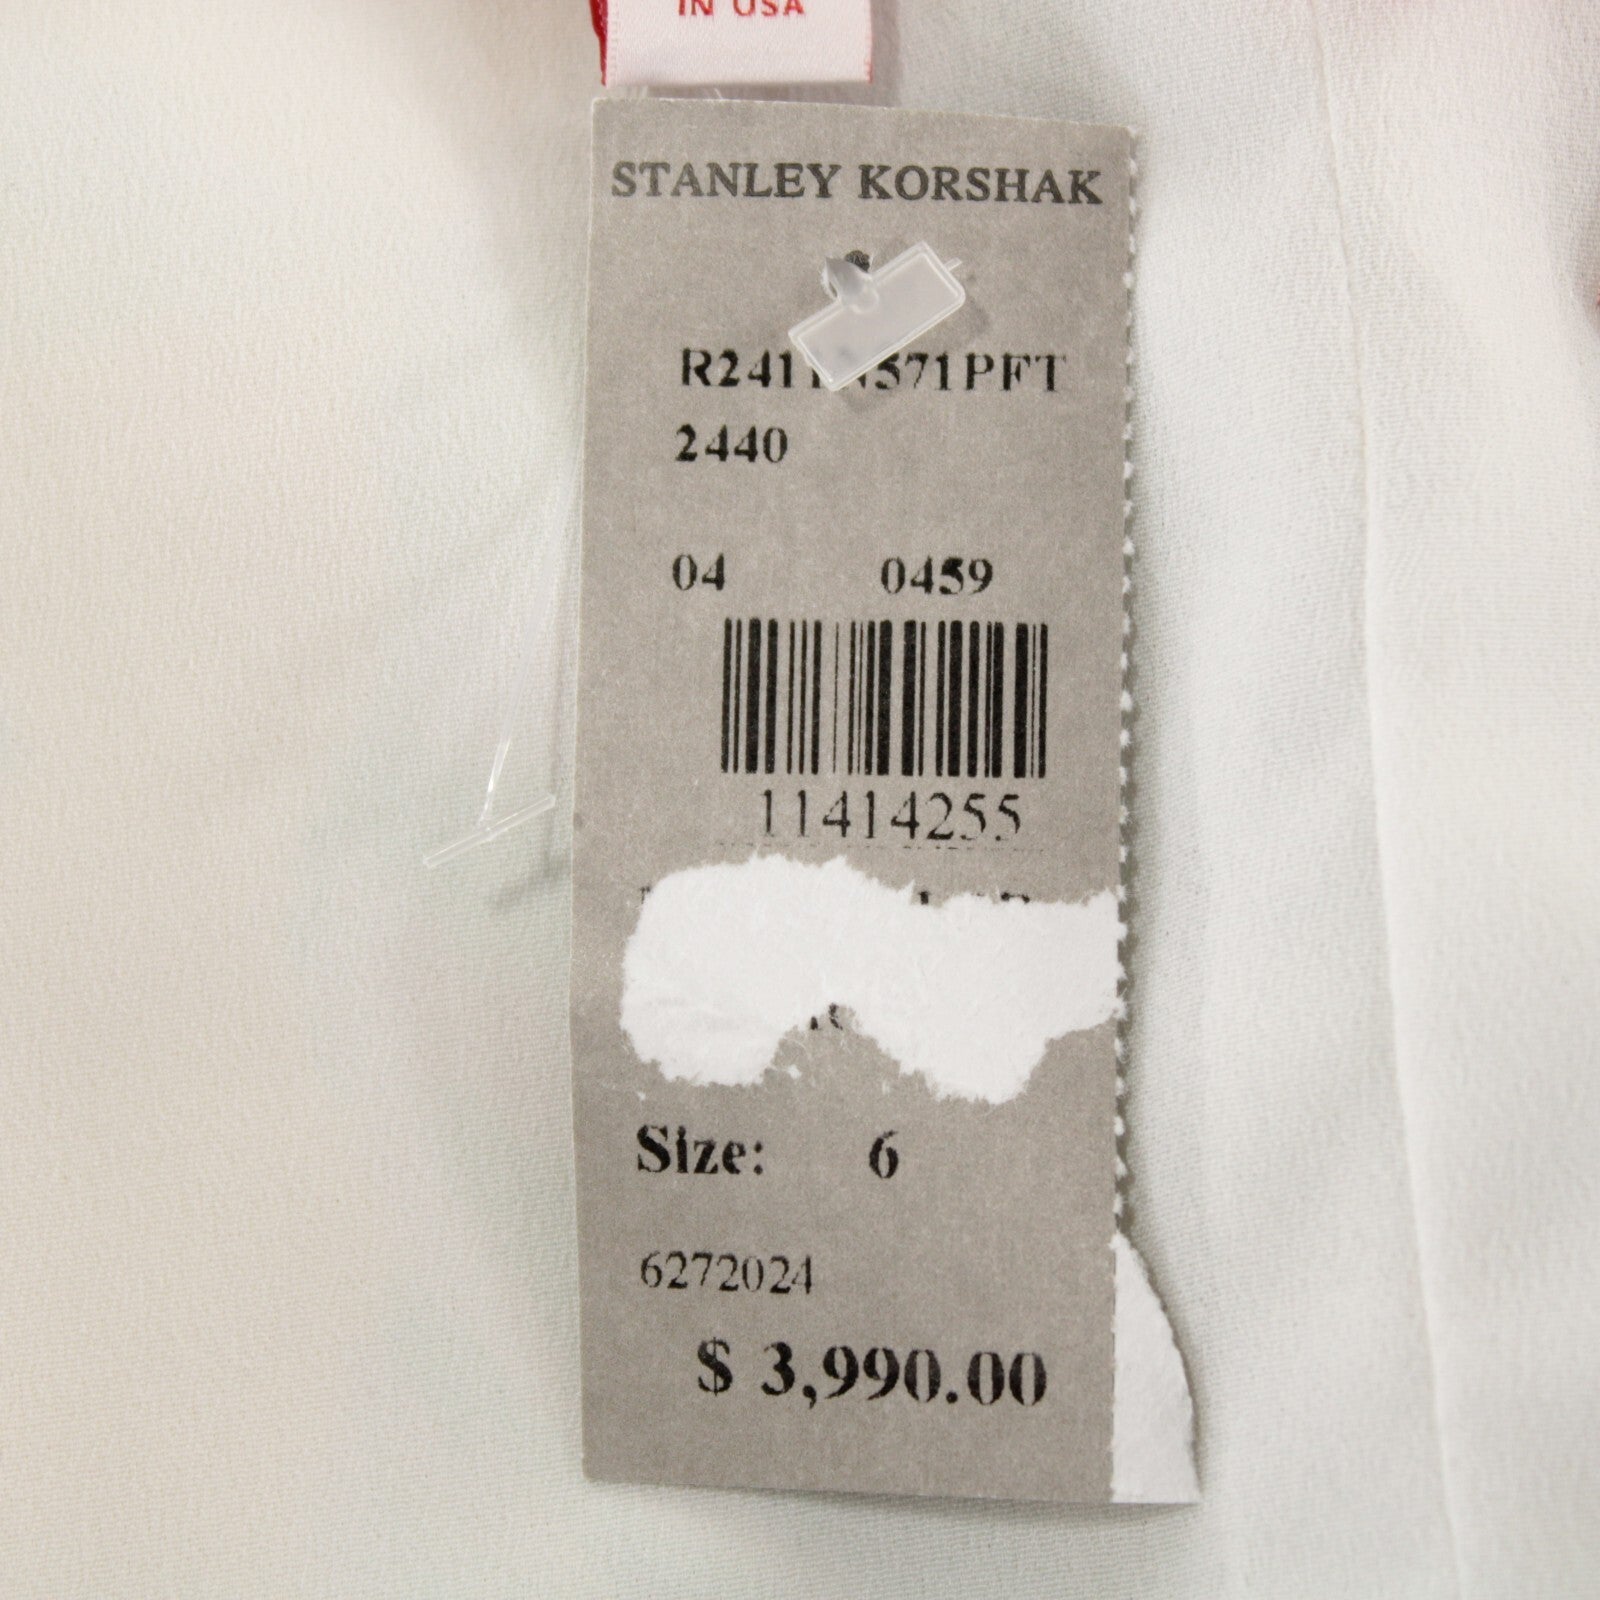 IN USA
STANLEY KORSHAK
2440
04 0459
11414255
Size: 6
6272024
$ 3,990.00